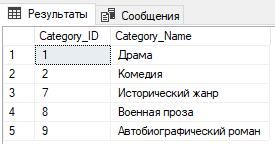 Результаты Сообщения
Category_ID Category_Name
1 1 Драма
2 2 Комедия
3 7 Исторический жанр
4 8 Военная проза
5 9 Автобиографический роман